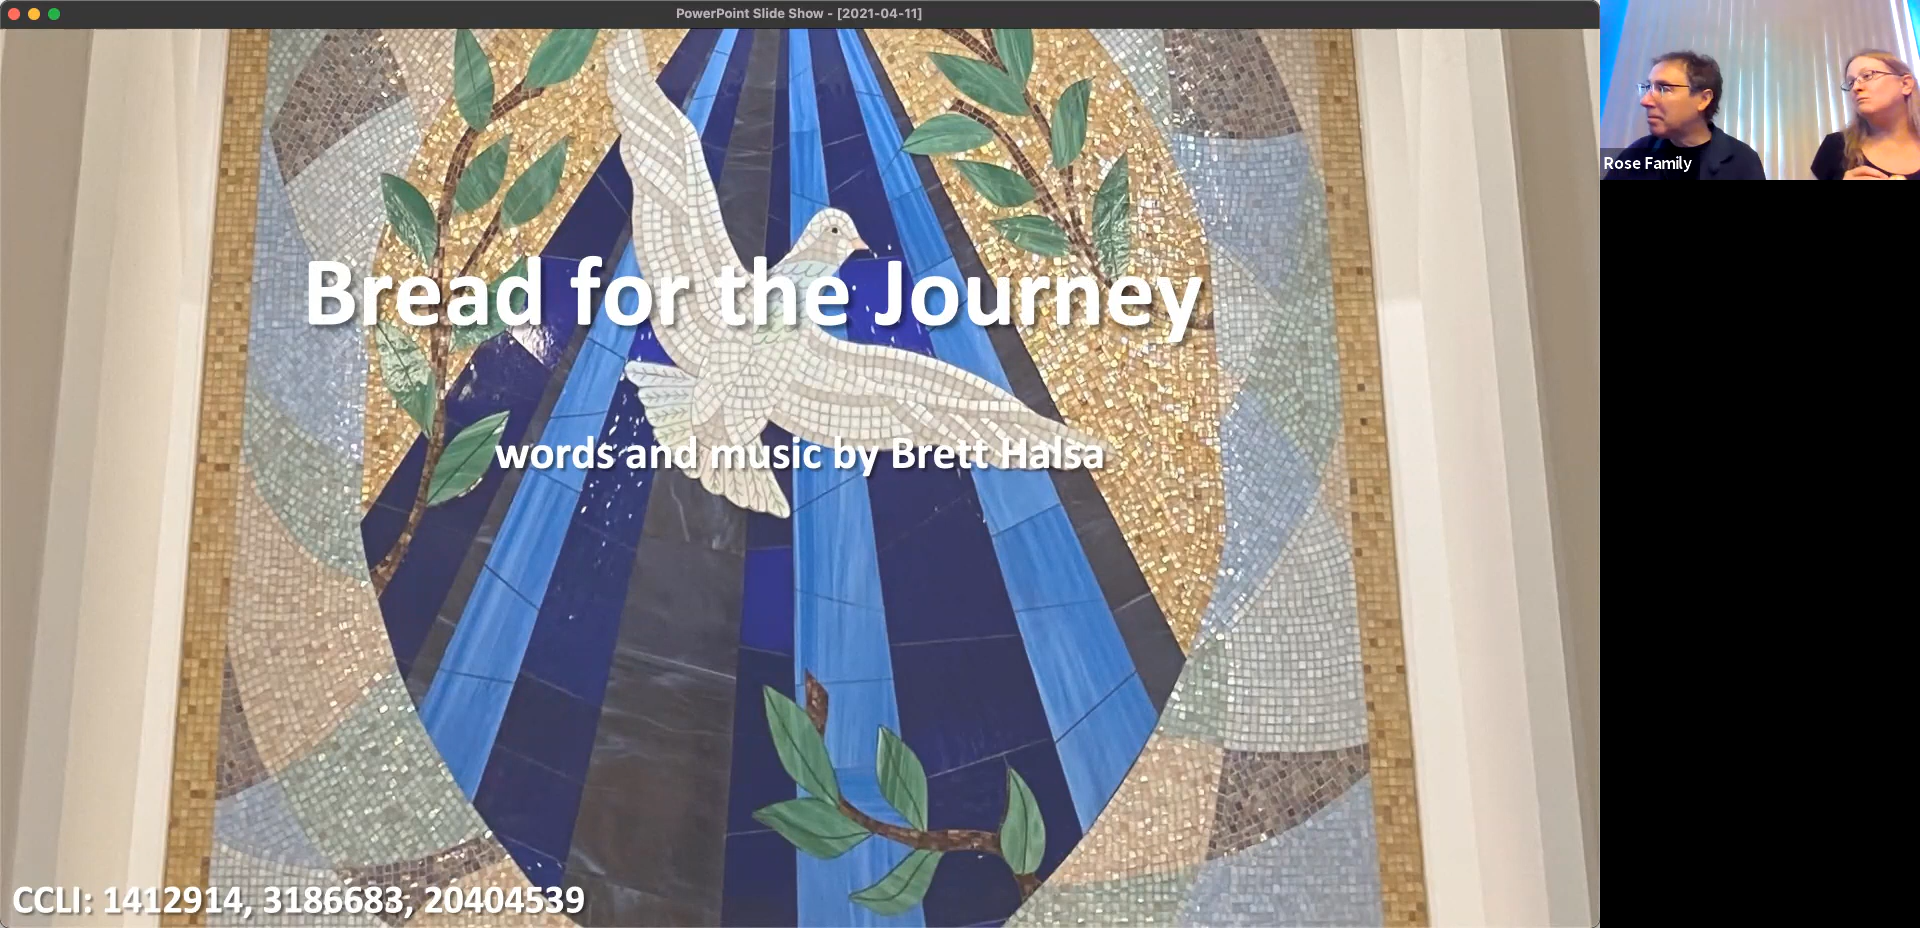 PowerPoint Slide Show - [2021-04-11]
Rose Family
Bread for the Journey
words and music by Brett Halsa
CCLI: 1412914, 3186683, 20404539